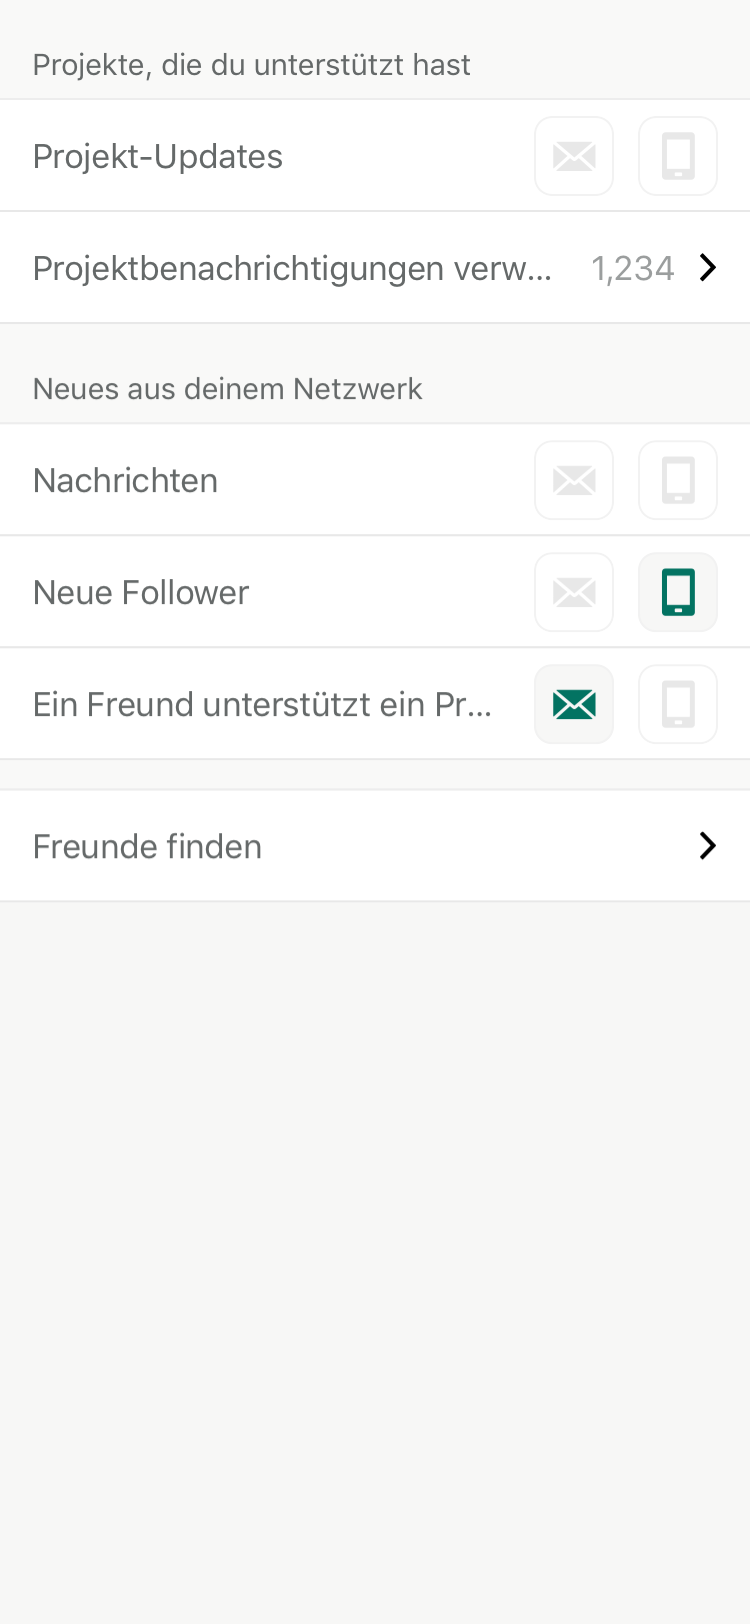 Projekte, die du unterstützt hast
Projekt-Updates
Projektbenachrichtigungen verw... 1,234
Neues aus deinem Netzwerk
Nachrichten
Neue Follower
Ein Freund unterstützt ein Pr...
Freunde finden